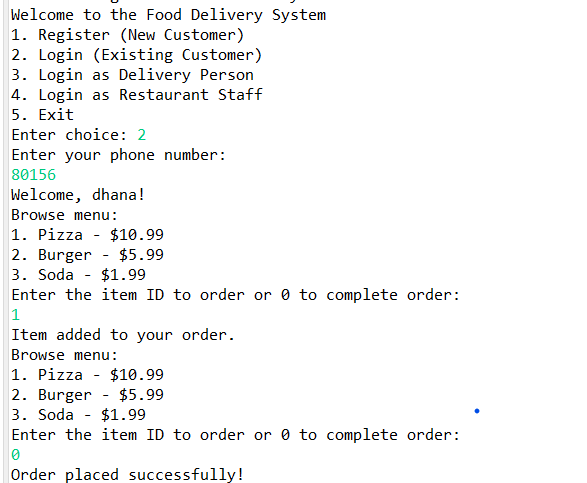 Welcome to the Food Delivery System
1. Register (New Customer)
2. Login (Existing Customer)
3. Login as Delivery Person
4. Login as Restaurant Staff
5. Exit
Enter choice: 2
Enter your phone number:
80156
Welcome, dhana!
Browse menu:
1. Pizza - $10.99
2. Burger - $5.99
3. Soda - $1.99
Enter the item ID to order or 0 to complete order:
1
Item added to your order.
Browse menu:
1. Pizza - $10.99
2. Burger - $5.99
3. Soda - $1.99
Enter the item ID to order or 0 to complete order:
0
Order placed successfully!